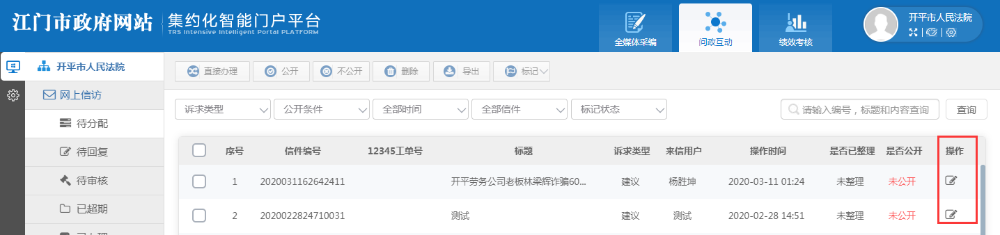 江门市政府网站 集约化智能门户平台
TRS Intensive Intelligent Portal PLATFORM
全媒体采编 问政互动 绩效考核 开平市人民法院
开平市人民法院
网上信访
待分配
待回复
待审核
已超期
直接办理 公开 不公开 删除 导出 标记
诉求类型 公开条件 全部时间 全部信件 标记状态 请输入编号，标题和内容查询 查询
序号 信件编号 12345工单号 标题 诉求类型 来信用户 操作时间 是否已整理 是否公开 操作
1 2020031162642411 开平劳务公司老板林梁辉诈骗60... 建议 杨胜坤 2020-03-11 01:24 未整理 未公开
2 2020022824710031 测试 建议 测试 2020-02-28 14:51 未整理 未公开